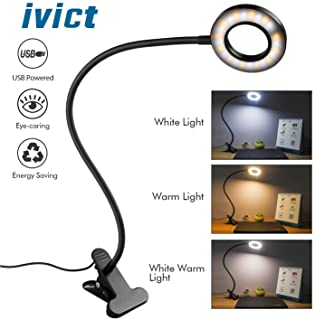 ivict
USB
USB Powered
Eye-caring
Energy Saving
White Light
Warm Light
White Warm
Light